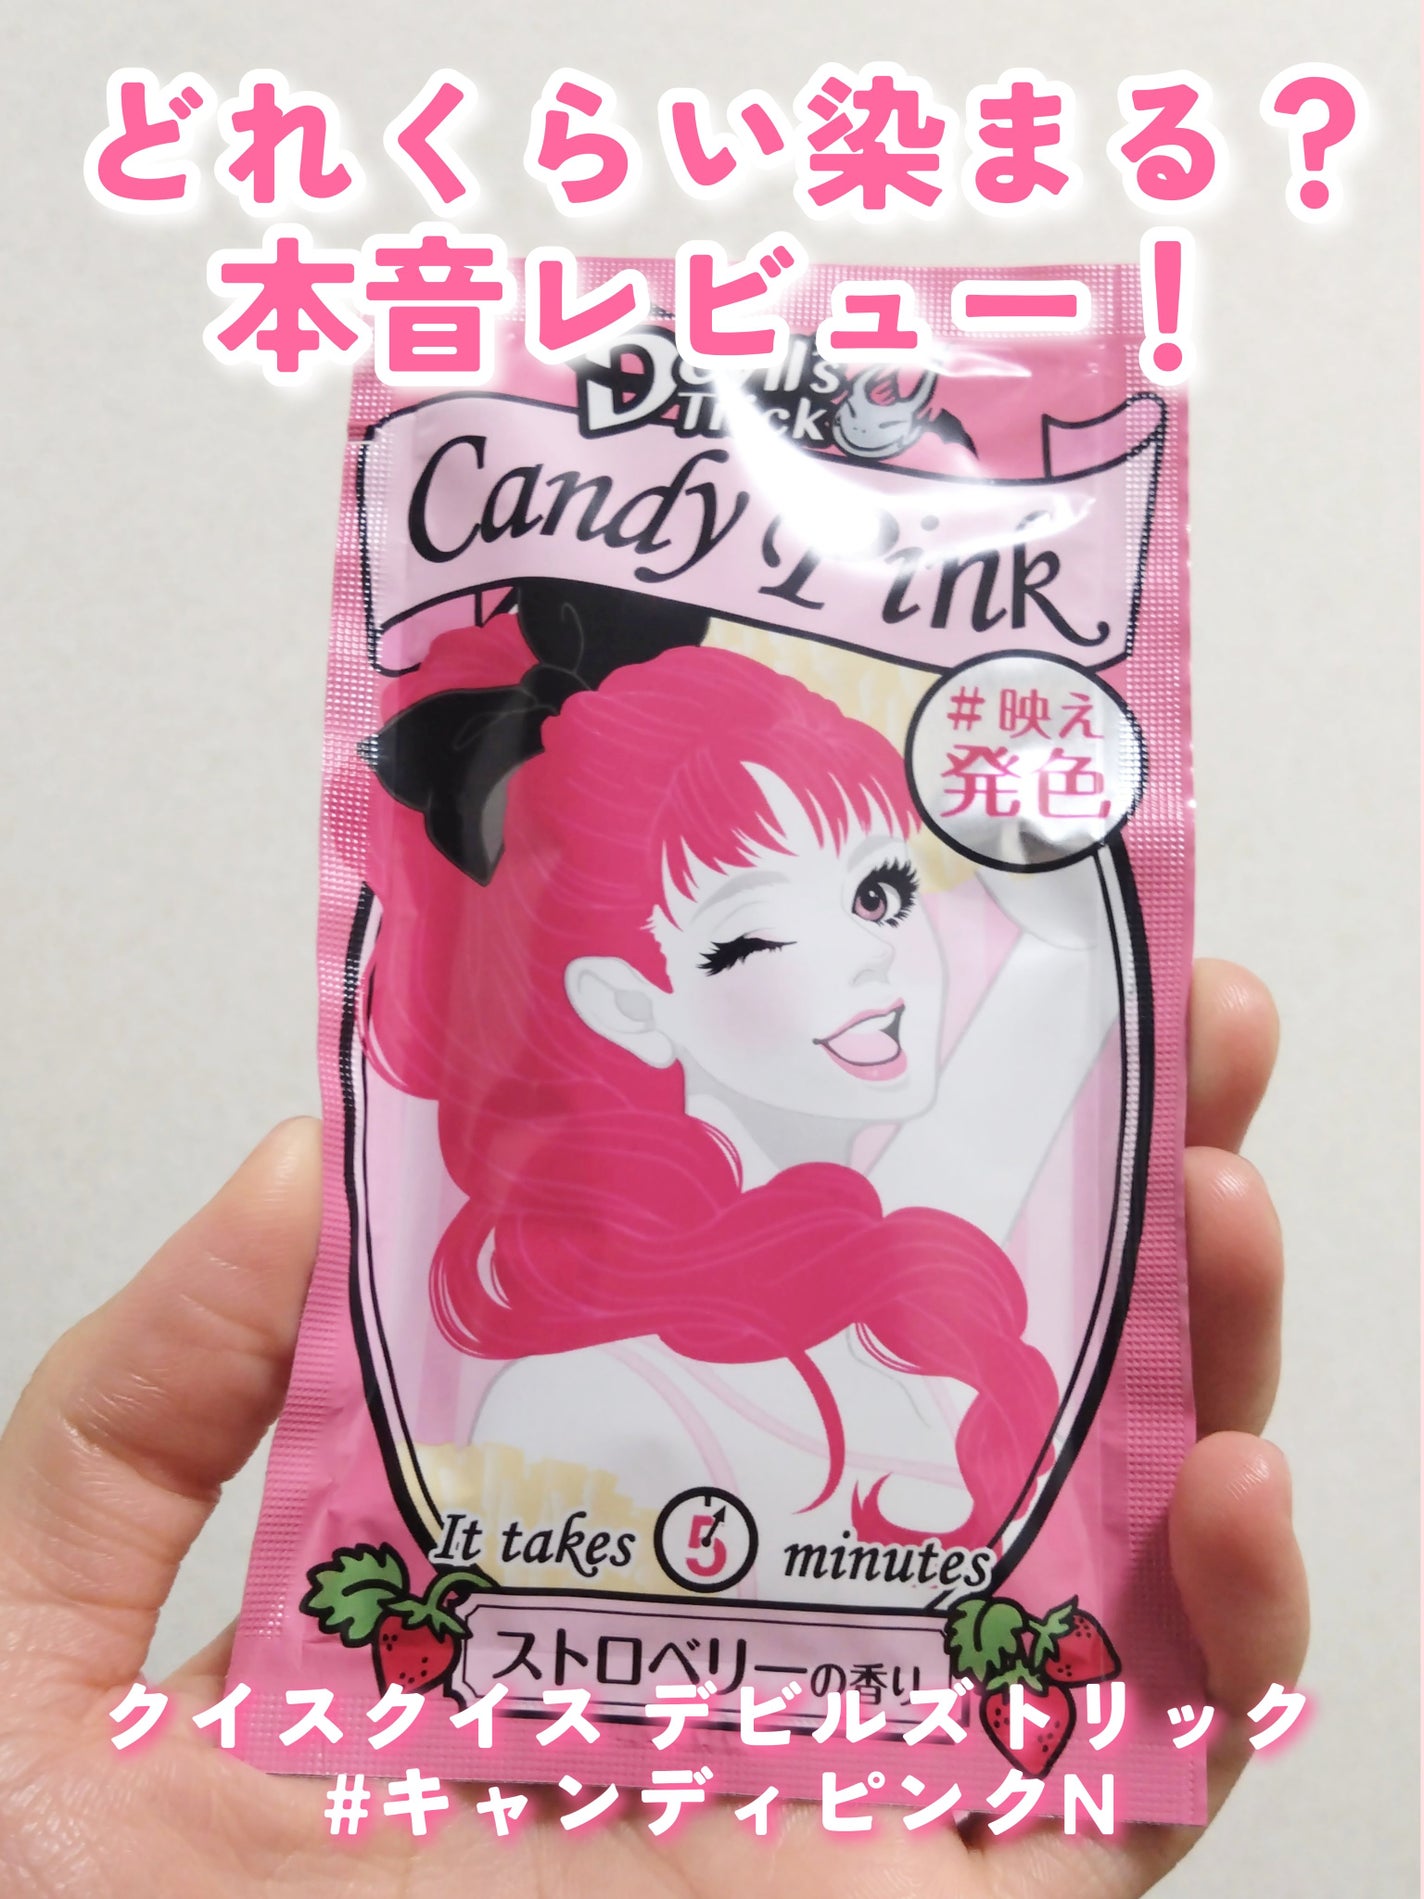 どれくらい染まる？
本音レビュー！
Devil's
Trick
Candy Pink
#映え
発色
It takes 5 minutes
ストロベリーの香り
クイスクイス デビルズトリック
#キャンディピンクN